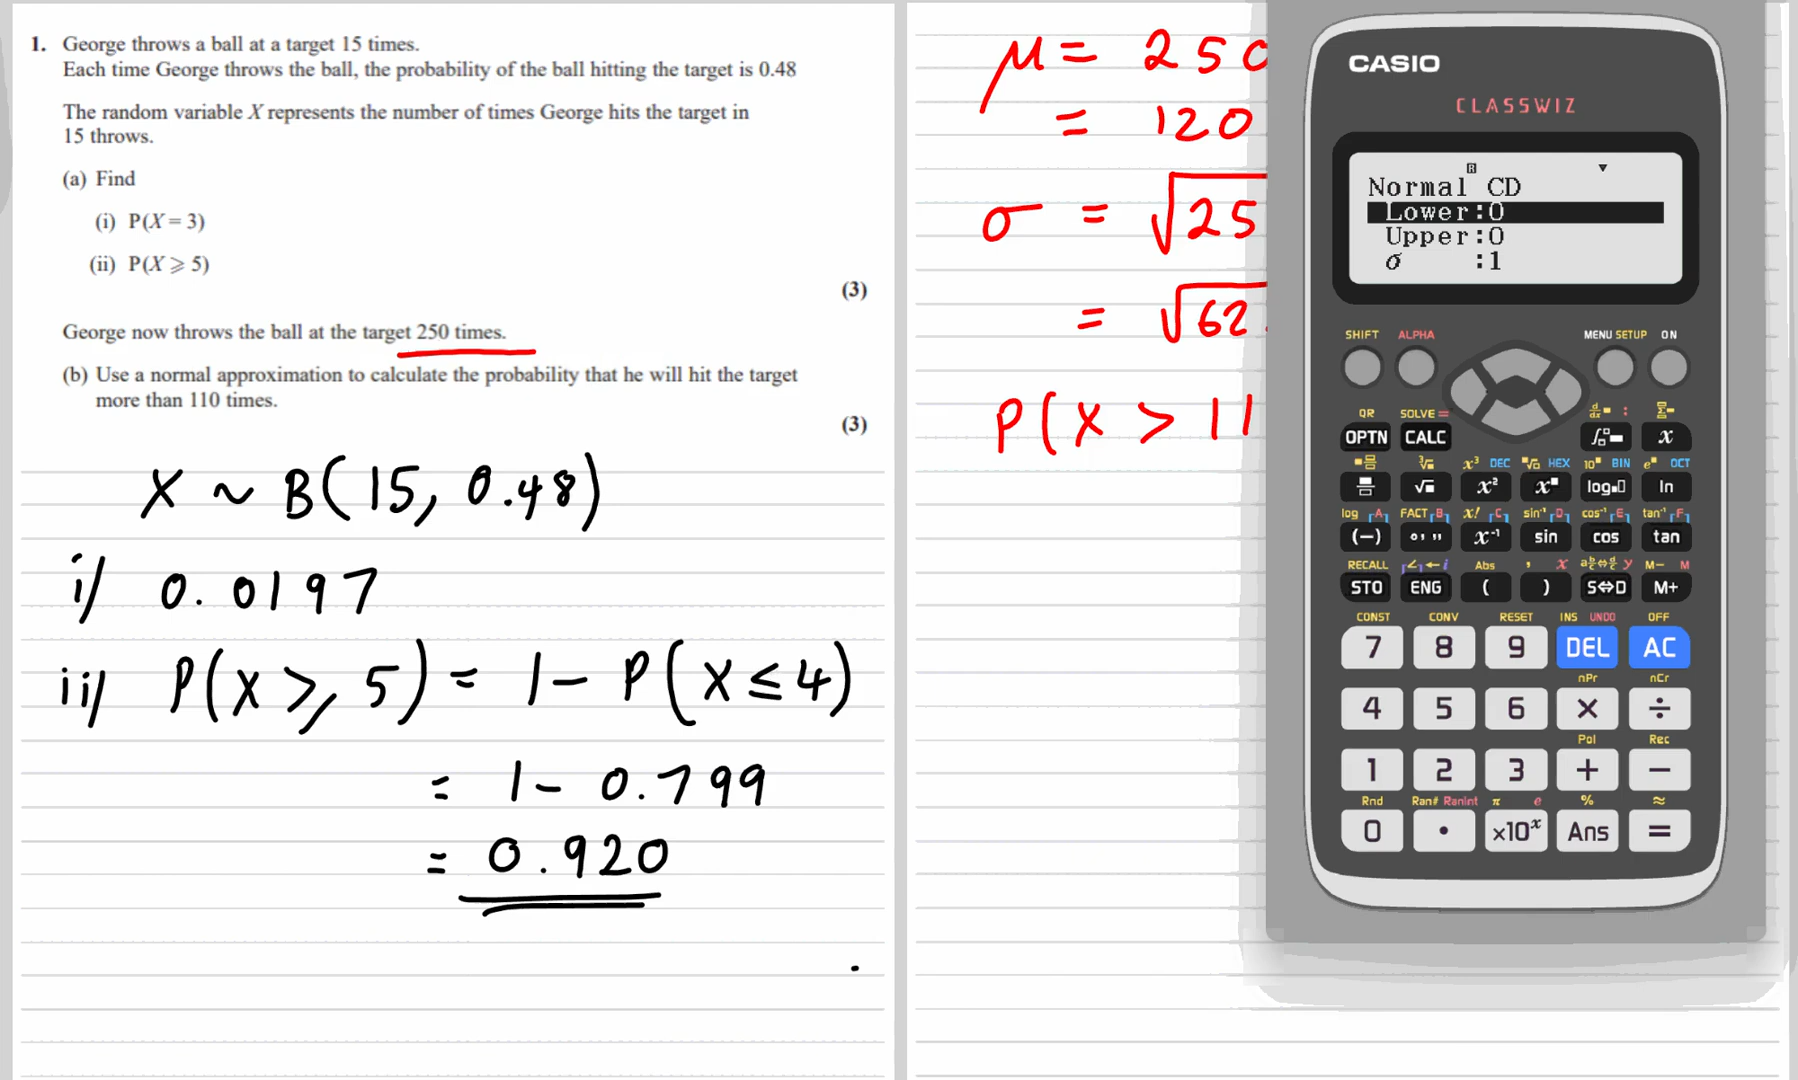 1. George throws a ball at a target 15 times.
Each time George throws the ball, the probability of the ball hitting the target is 0.48
The random variable X represents the number of times George hits the target in
15 throws.
(a) Find
(i) P(X = 3)
(ii) P(X ⩾ 5)
(3)
George now throws the ball at the target 250 times.
(b) Use a normal approximation to calculate the probability that he will hit the target
more than 110 times.
(3)
X ~ B(15, 0.48)
i) 0.0197
ii) P(X ⩾ 5) = 1 - P(X ≤ 4)
= 1 - 0.799
= 0.920
μ = 250
= 120
σ = √25
= √62.
P(X > 11
CASIO
CLASSWIZ
Normal CD
Lower:0
Upper:0
σ :1
SHIFT ALPHA MENU SETUP ON
QR SOLVE =
OPTN CALC x
x³ DEC HEX 10■ BIN e■ OCT
√■ x² x■ log ln
log A FACT B x! C sin⁻¹ D cos⁻¹ E tan⁻¹ F
(−) x⁻¹ sin cos tan
RECALL ∠ ← i Abs , x y M− M
STO ENG ( ) S⇔D M+
CONST CONV RESET INS UNDO OFF
7 8 9 DEL AC
nPr nCr
4 5 6 × ÷
Pol Rec
1 2 3 + −
Rnd Ran# RanInt π e % ≈
0 • ×10ˣ Ans =